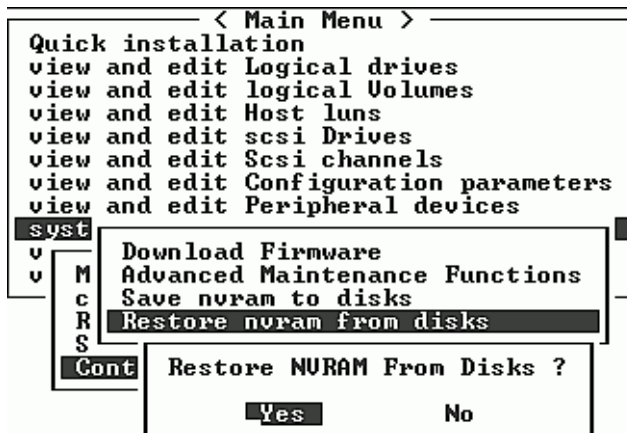 < Main Menu >
Quick installation
view and edit Logical drives
view and edit logical Volumes
view and edit Host luns
view and edit scsi Drives
view and edit Scsi channels
view and edit Configuration parameters
view and edit Peripheral devices
syst
v Download Firmware
v M Advanced Maintenance Functions
c Save nvram to disks
R Restore nvram from disks
S
Cont Restore NVRAM From Disks ?
Yes No